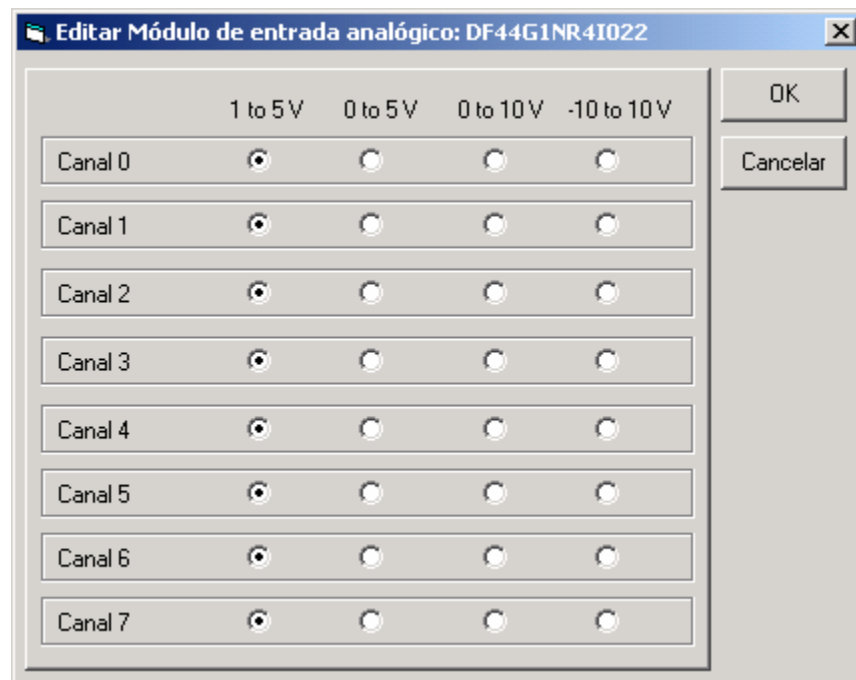 Editar Módulo de entrada analógico: DF44G1NR4I022
1 to 5 V 0 to 5 V 0 to 10 V -10 to 10 V
OK
Canal 0
Cancelar
Canal 1
Canal 2
Canal 3
Canal 4
Canal 5
Canal 6
Canal 7